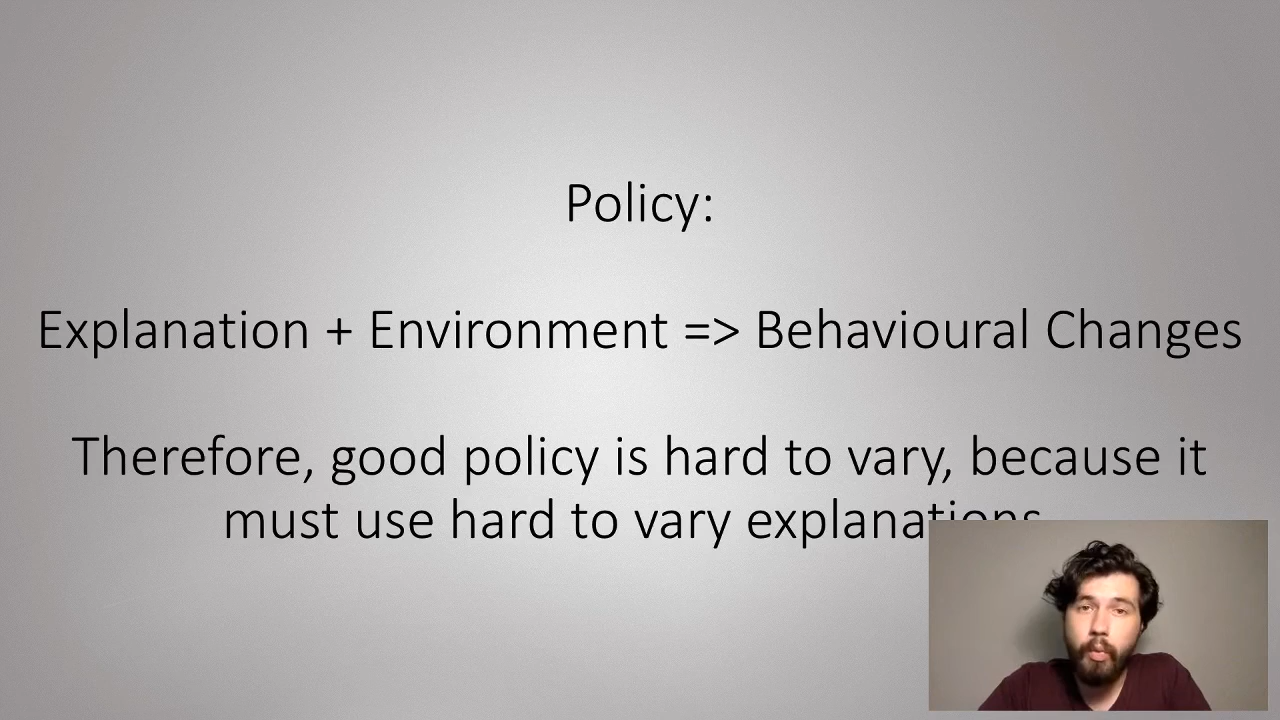 Policy:
Explanation + Environment => Behavioural Changes
Therefore, good policy is hard to vary, because it
must use hard to vary explanations